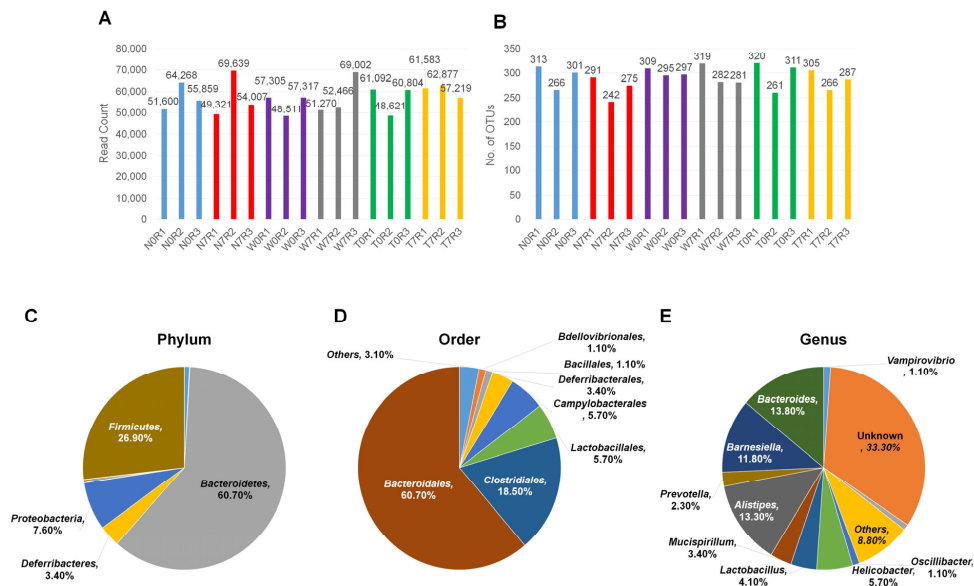 A
80,000
70,000
60,000
50,000
40,000
30,000
20,000
10,000
0
Read Count
51,600
64,268
55,859
49,321
69,639
54,007
57,305
48,511
57,317
51,270
52,466
69,002
61,092
48,621
60,804
61,583
62,877
57,219
N0R1
N0R2
N0R3
N7R1
N7R2
N7R3
W0R1
W0R2
W0R3
W7R1
W7R2
W7R3
T0R1
T0R2
T0R3
T7R1
T7R2
T7R3
B
350
300
250
200
150
100
50
0
No. of OTUs
313
266
301
291
242
275
309
295
297
319
282
281
320
261
311
305
266
287
N0R1
N0R2
N0R3
N7R1
N7R2
N7R3
W0R1
W0R2
W0R3
W7R1
W7R2
W7R3
T0R1
T0R2
T0R3
T7R1
T7R2
T7R3
C
Phylum
Firmicutes,
26.90%
Bacteroidetes,
60.70%
Proteobacteria,
7.60%
Deferribacteres,
3.40%
D
Order
Others, 3.10%
Bdellovibrionales,
1.10%
Bacillales, 1.10%
Deferribacterales,
3.40%
Campylobacterales
, 5.70%
Lactobacillales,
5.70%
Clostridiales,
18.50%
Bacteroidales,
60.70%
E
Genus
Vampirovibrio
, 1.10%
Unknown
, 33.30%
Oscillibacter,
1.10%
Others,
8.80%
Helicobacter,
5.70%
Lactobacillus,
4.10%
Mucispirillum,
3.40%
Alistipes,
13.30%
Prevotella,
2.30%
Barnesiella,
11.80%
Bacteroides,
13.80%